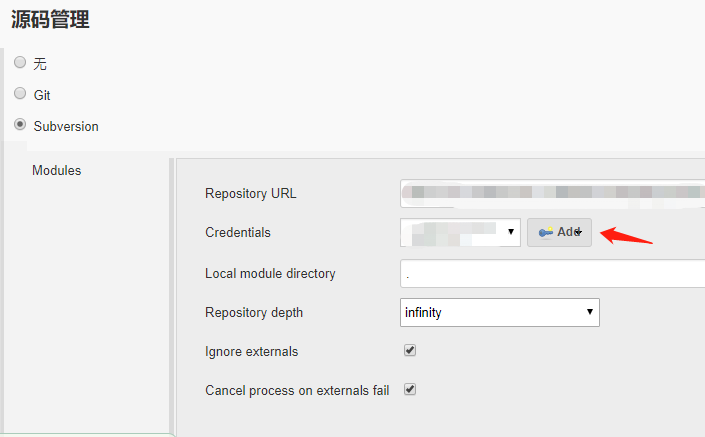 源码管理
无
Git
Subversion
Modules
Repository URL
Credentials
Add
Local module directory
.
Repository depth
infinity
Ignore externals
Cancel process on externals fail